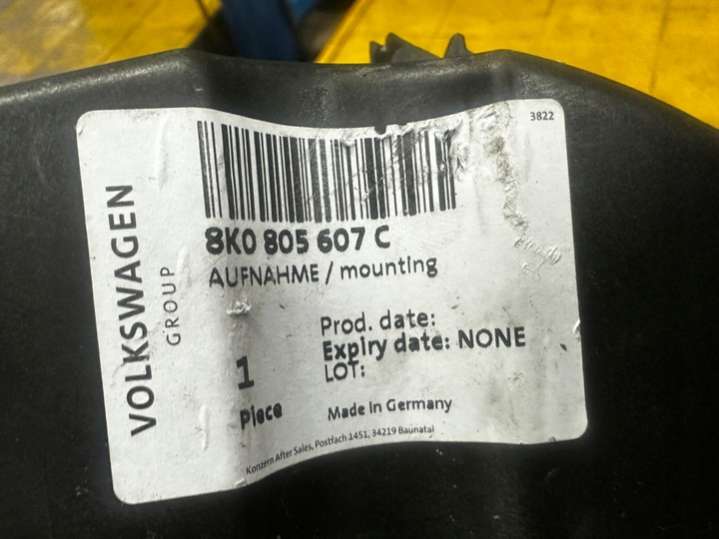 3822
VOLKSWAGEN
GROUP
8K0 805 607 C
AUFNAHME / mounting
Prod. date:
Expiry date: NONE
LOT:
1
Piece
Made in Germany
Konzern After Sales, Postfach 1451, 34219 Baunatal